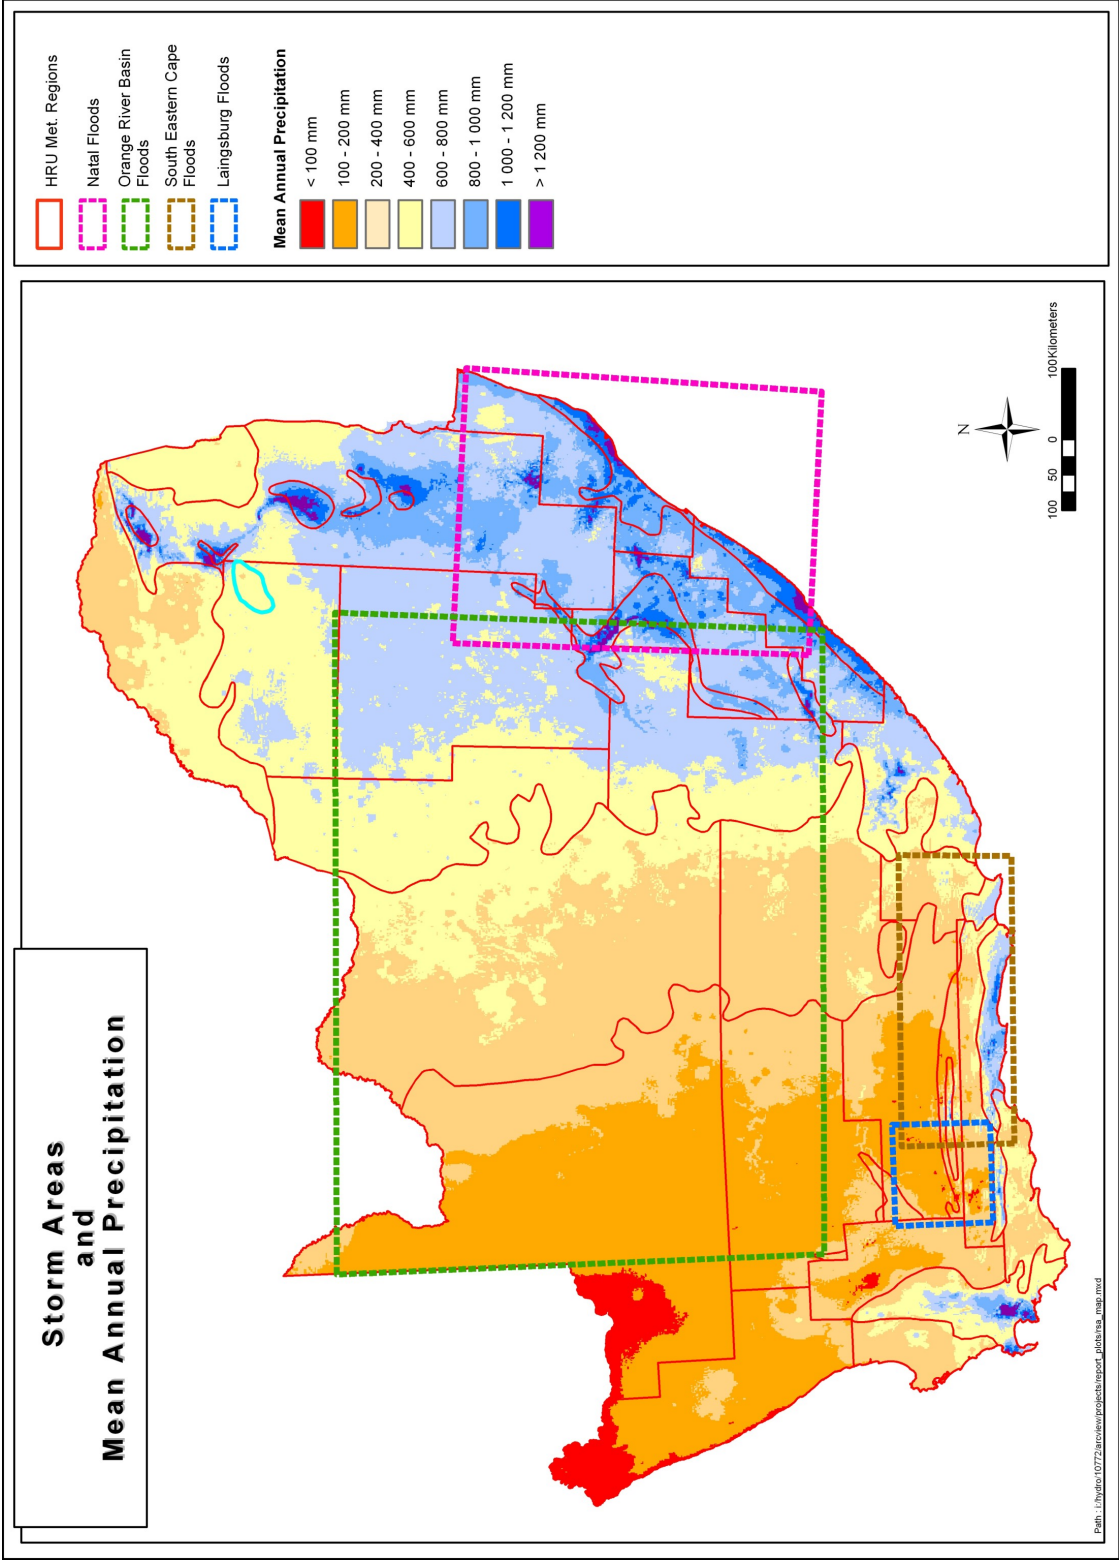 Storm Areas
and
Mean Annual Precipitation
HRU Met. Regions
Natal Floods
Orange River Basin
Floods
South Eastern Cape
Floods
Laingsburg Floods
Mean Annual Precipitation
< 100 mm
100 - 200 mm
200 - 400 mm
400 - 600 mm
600 - 800 mm
800 - 1 000 mm
1 000 - 1 200 mm
> 1 200 mm
N
100 50 0 100Kilometers
Path : i:/hydro/10772/arcview/projects/report_plots/rsa_map.mxd